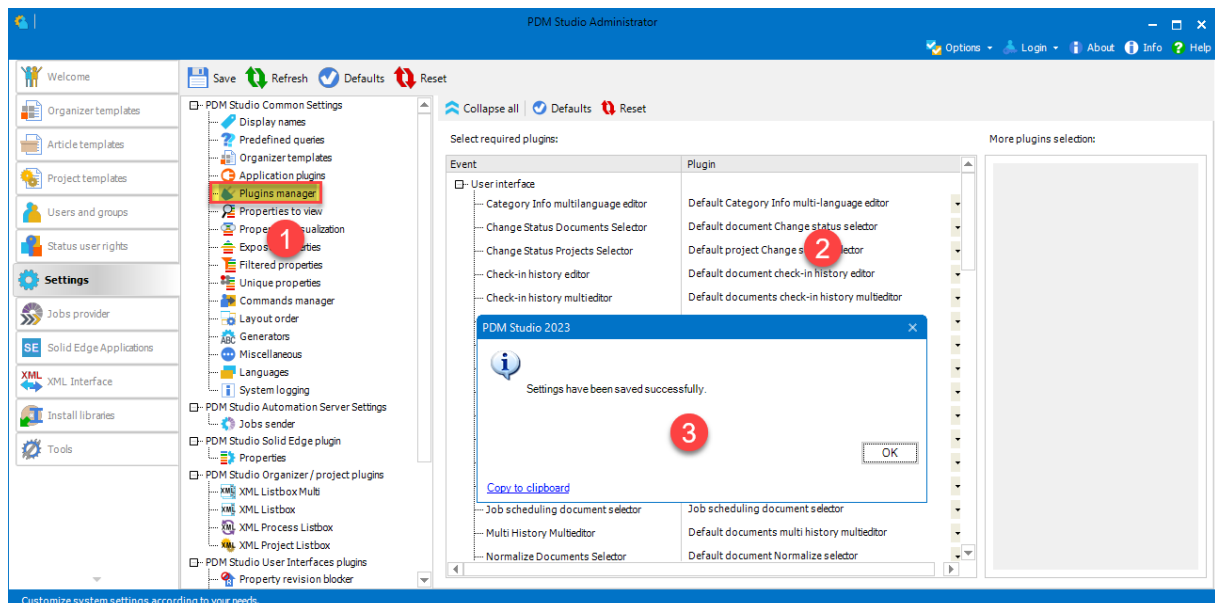 PDM Studio Administrator
Options Login About Info Help
Welcome
Organizer templates
Article templates
Project templates
Users and groups
Status user rights
Settings
Jobs provider
SE Solid Edge Applications
XML XML Interface
Install libraries
Tools
Save Refresh Defaults Reset
PDM Studio Common Settings
Display names
Predefined queries
Organizer templates
Application plugins
Plugins manager
Properties to view
1
Filtered properties
Unique properties
Commands manager
Layout order
ABC Generators
Miscellaneous
Languages
System logging
PDM Studio Automation Server Settings
Jobs sender
PDM Studio Solid Edge plugin
Properties
PDM Studio Organizer / project plugins
XML XML Listbox Multi
XML XML Listbox
XML XML Process Listbox
XML XML Project Listbox
PDM Studio User Interfaces plugins
Property revision blocker
Collapse all Defaults Reset
Select required plugins:
More plugins selection:
Event Plugin
User interface
Category Info multilanguage editor Default Category Info multi-language editor
Change Status Documents Selector Default document Change status selector
Change Status Projects Selector Default project Change
2
Check-in history editor Default document check-in history editor
Check-in history multieditor Default documents check-in history multieditor
PDM Studio 2023
Settings have been saved successfully.
3
OK
Copy to clipboard
Job scheduling document selector Job scheduling document selector
Multi History Multieditor Default documents multi history multieditor
Normalize Documents Selector Default document Normalize selector
Customize system settings according to your needs.